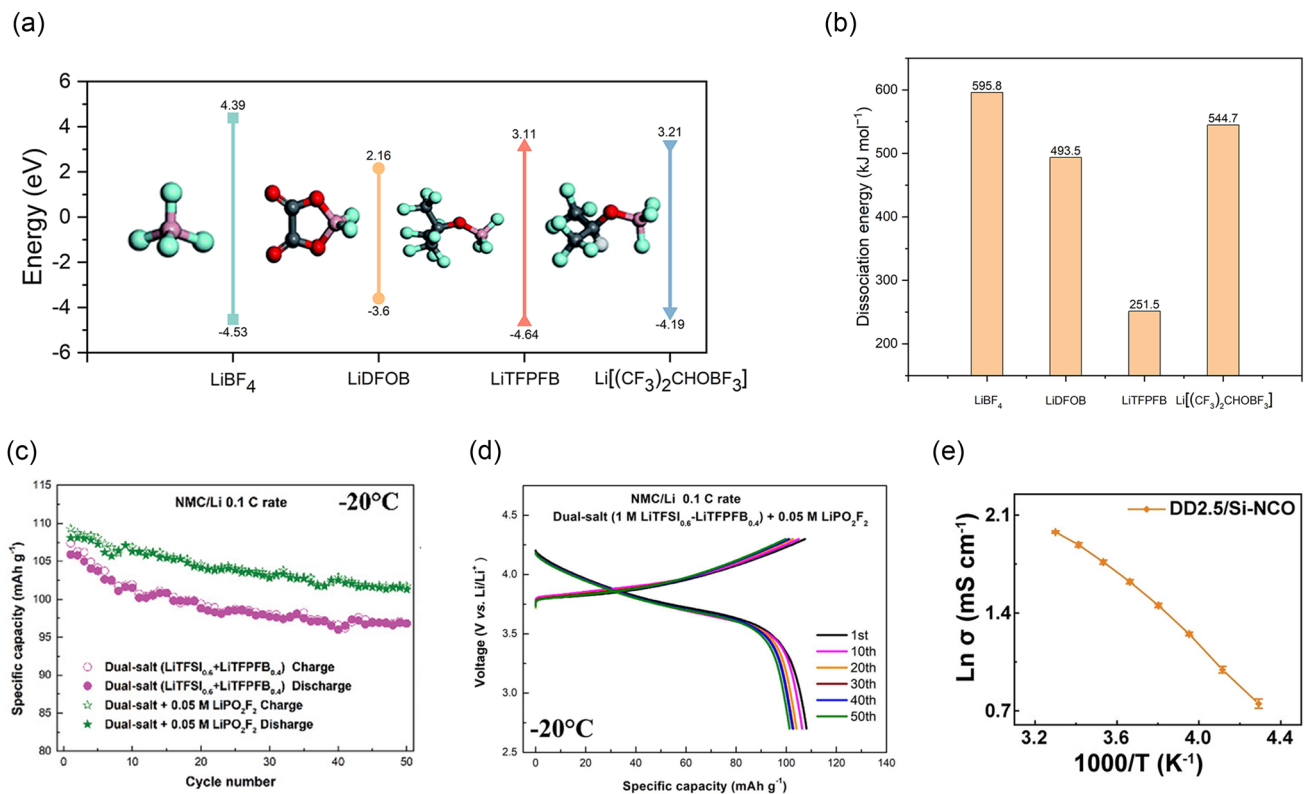 (a)
Energy (eV)
6
4
2
0
-2
-4
-6
4.39
-4.53
2.16
-3.6
3.11
-4.64
3.21
-4.19
LiBF4
LiDFOB
LiTFPFB
Li[(CF3)2CHOBF3]
(b)
Dissociation energy (kJ mol−1)
600
500
400
300
200
595.8
493.5
251.5
544.7
LiBF4
LiDFOB
LiTFPFB
Li[(CF3)2CHOBF3]
(c)
Specific capacity (mAh g-1)
115
110
105
100
95
90
85
80
NMC/Li 0.1 C rate
-20°C
Dual-salt (LiTFSI0.6+LiTFPFB0.4) Charge
Dual-salt (LiTFSI0.6+LiTFPFB0.4) Discharge
Dual-salt + 0.05 M LiPO2F2 Charge
Dual-salt + 0.05 M LiPO2F2 Disharge
0 10 20 30 40 50
Cycle number
(d)
Voltage (V vs. Li/Li+)
4.5
4.0
3.5
3.0
2.5
NMC/Li 0.1 C rate
Dual-salt (1 M LiTFSI0.6-LiTFPFB0.4) + 0.05 M LiPO2F2
1st
10th
20th
30th
40th
50th
-20°C
0 20 40 60 80 100 120 140
Specific capacity (mAh g-1)
(e)
Ln σ (mS cm-1)
2.1
1.4
0.7
DD2.5/Si-NCO
3.2 3.6 4.0 4.4
1000/T (K-1)